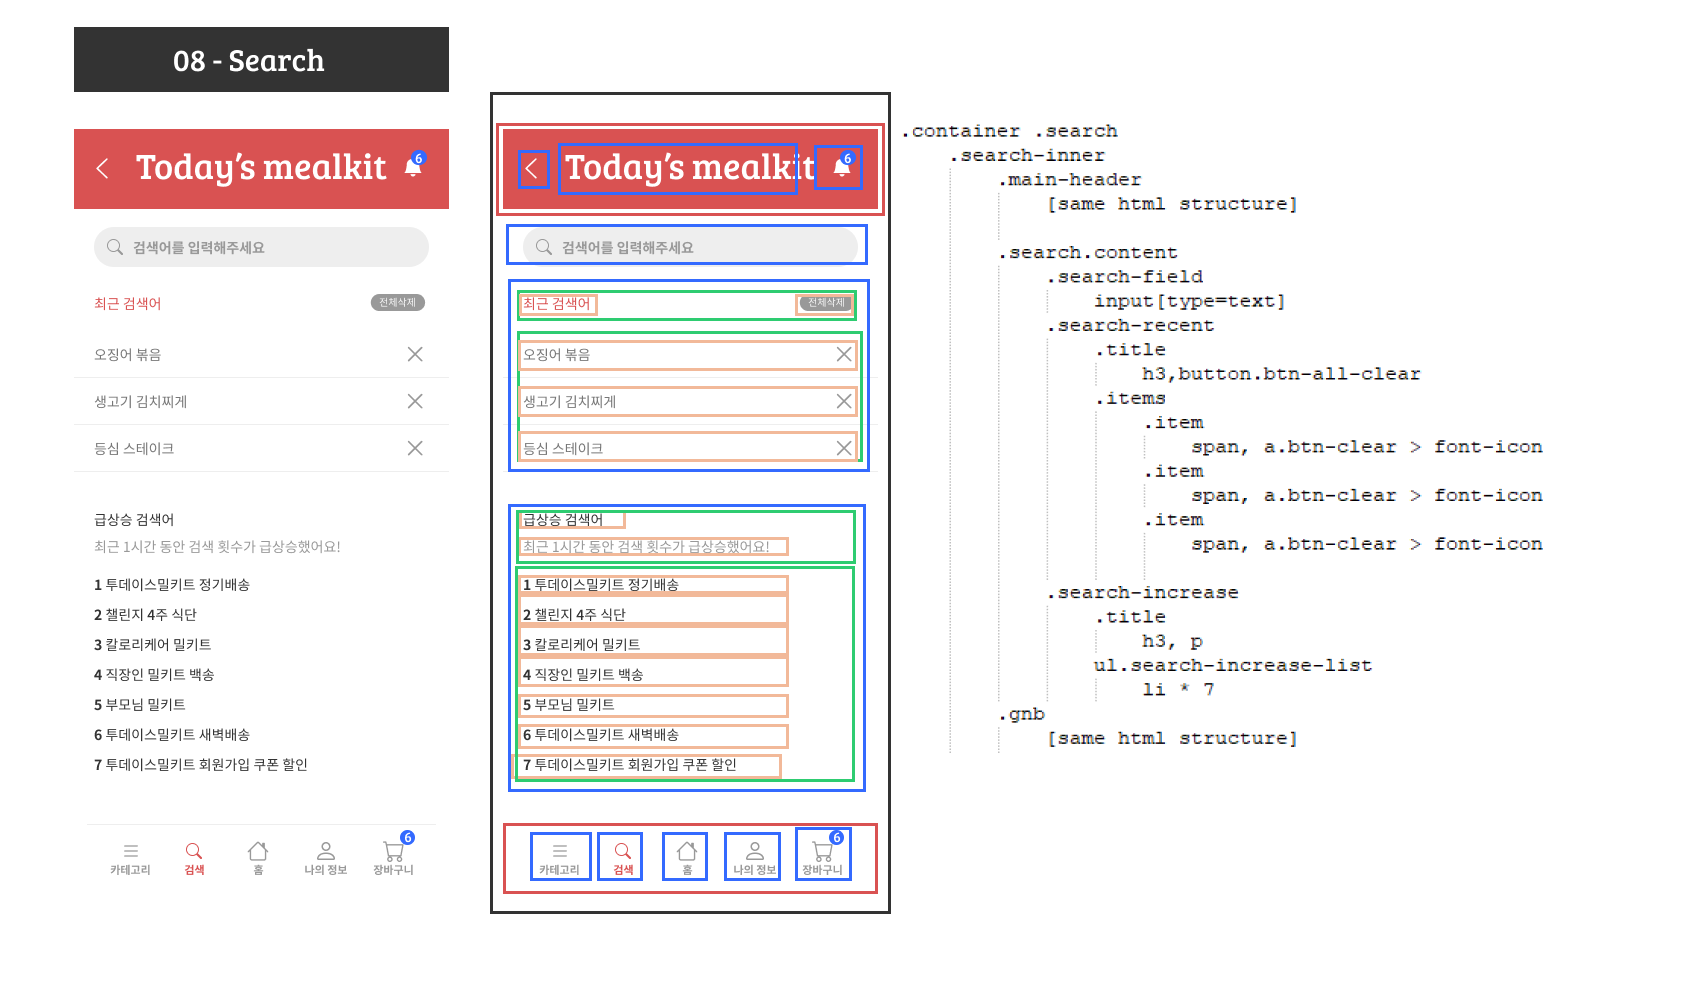 08 - Search
Today's mealkit
6
검색어를 입력해주세요
최근 검색어
전체삭제
오징어 볶음
생고기 김치찌게
등심 스테이크
급상승 검색어
최근 1시간 동안 검색 횟수가 급상승했어요!
1 투데이스밀키트 정기배송
2 챌린지 4주 식단
3 칼로리케어 밀키트
4 직장인 밀키트 백송
5 부모님 밀키트
6 투데이스밀키트 새벽배송
7 투데이스밀키트 회원가입 쿠폰 할인
6
카테고리 검색 홈 나의 정보 장바구니
Today's mealkit
6
검색어를 입력해주세요
최근 검색어
전체삭제
오징어 볶음
생고기 김치찌게
등심 스테이크
급상승 검색어
최근 1시간 동안 검색 횟수가 급상승했어요!
1 투데이스밀키트 정기배송
2 챌린지 4주 식단
3 칼로리케어 밀키트
4 직장인 밀키트 백송
5 부모님 밀키트
6 투데이스밀키트 새벽배송
7 투데이스밀키트 회원가입 쿠폰 할인
6
카테고리 검색 홈 나의 정보 장바구니
.container .search
.search-inner
.main-header
[same html structure]
.search.content
.search-field
input[type=text]
.search-recent
.title
h3,button.btn-all-clear
.items
.item
span, a.btn-clear > font-icon
.item
span, a.btn-clear > font-icon
.item
span, a.btn-clear > font-icon
.search-increase
.title
h3, p
ul.search-increase-list
li * 7
.gnb
[same html structure]